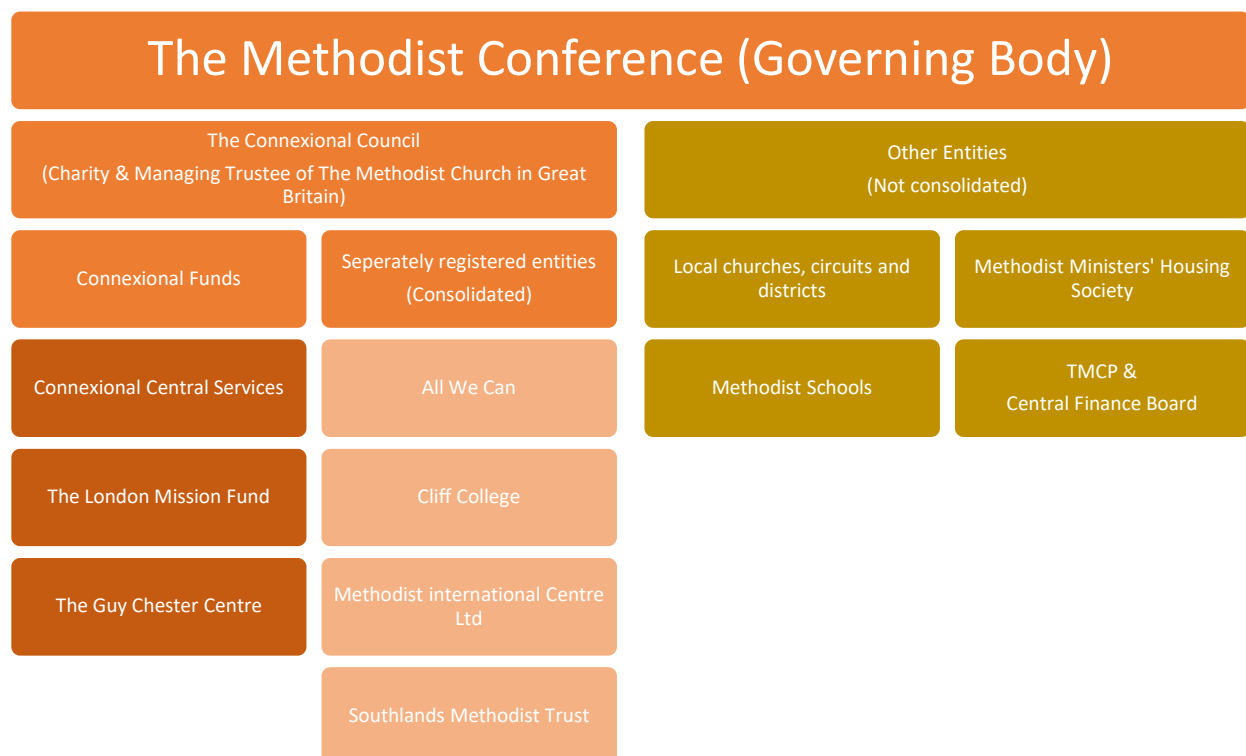 The Methodist Conference (Governing Body)
The Connexional Council
(Charity & Managing Trustee of The Methodist Church in Great
Britain)
Other Entities
(Not consolidated)
Connexional Funds
Seperately registered entities
(Consolidated)
Local churches, circuits and
districts
Methodist Ministers' Housing
Society
Connexional Central Services
All We Can
Methodist Schools
TMCP &
Central Finance Board
The London Mission Fund
Cliff College
The Guy Chester Centre
Methodist international Centre
Ltd
Southlands Methodist Trust